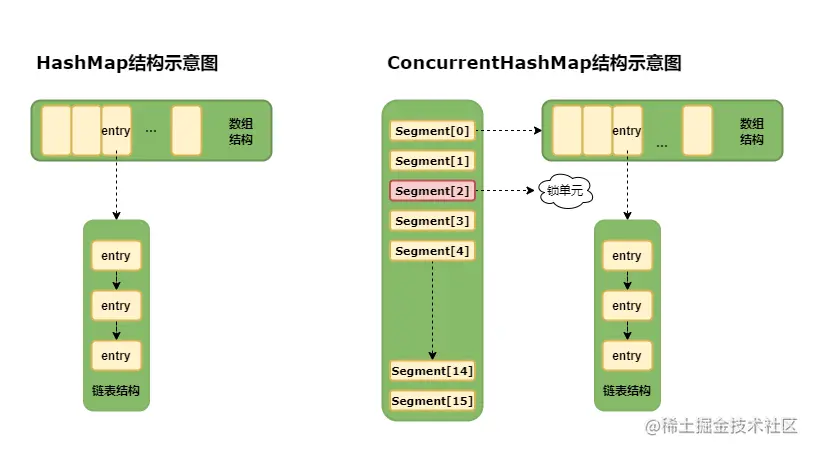 HashMap结构示意图
entry
...
数组
结构
entry
entry
entry
链表结构
ConcurrentHashMap结构示意图
Segment[0]
Segment[1]
Segment[2]
Segment[3]
Segment[4]
Segment[14]
Segment[15]
锁单元
entry
...
数组
结构
entry
entry
entry
链表结构
@稀土掘金技术社区